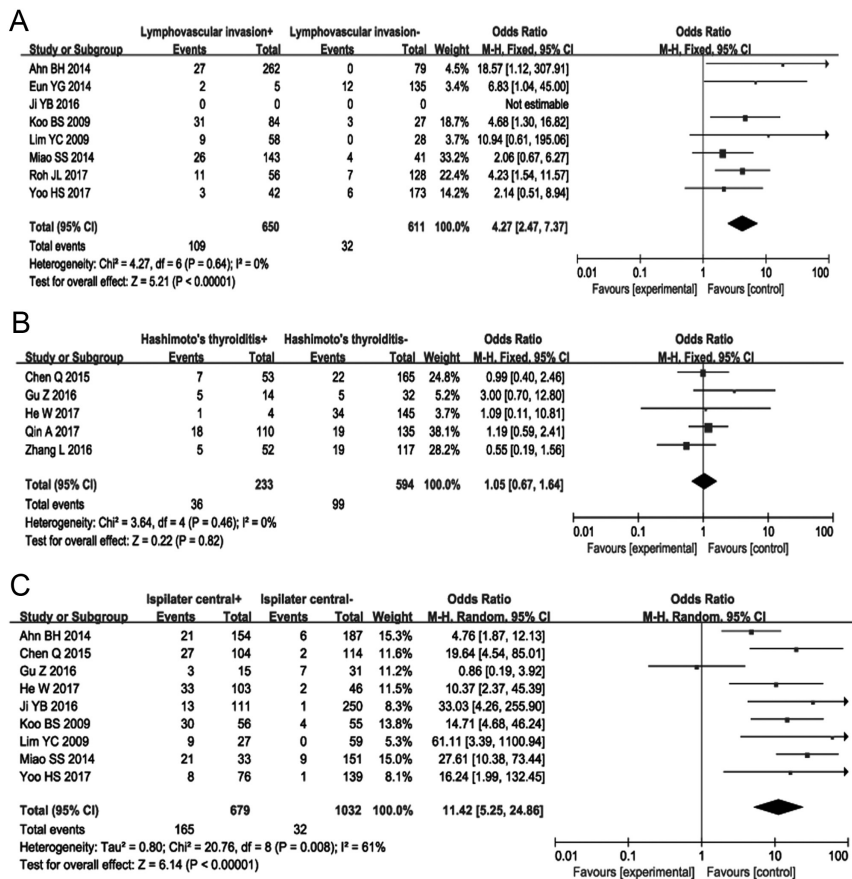 A
Lymphovascular invasion+ Lymphovascular invasion- Odds Ratio Odds Ratio
Study or Subgroup Events Total Events Total Weight M-H. Fixed. 95% CI M-H. Fixed. 95% CI
Ahn BH 2014 27 262 0 79 4.5% 18.57 [1.12, 307.91]
Eun YG 2014 2 5 12 135 3.4% 6.83 [1.04, 45.00]
Ji YB 2016 0 0 0 0 Not estimable
Koo BS 2009 31 84 3 27 18.7% 4.68 [1.30, 16.82]
Lim YC 2009 9 58 0 28 3.7% 10.94 [0.61, 195.06]
Miao SS 2014 26 143 4 41 33.2% 2.06 [0.67, 6.27]
Roh JL 2017 11 56 7 128 22.4% 4.23 [1.54, 11.57]
Yoo HS 2017 3 42 6 173 14.2% 2.14 [0.51, 8.94]
Total (95% CI) 650 611 100.0% 4.27 [2.47, 7.37]
Total events 109 32
Heterogeneity: Chi² = 4.27, df = 6 (P = 0.64); I² = 0%
Test for overall effect: Z = 5.21 (P < 0.00001)
0.01 0.1 1 10 100
Favours [experimental] Favours [control]
B
Hashimoto's thyroiditis+ Hashimoto's thyroiditis- Odds Ratio Odds Ratio
Study or Subgroup Events Total Events Total Weight M-H. Fixed. 95% CI M-H. Fixed. 95% CI
Chen Q 2015 7 53 22 165 24.8% 0.99 [0.40, 2.46]
Gu Z 2016 5 14 5 32 5.2% 3.00 [0.70, 12.80]
He W 2017 1 4 34 145 3.7% 1.09 [0.11, 10.81]
Qin A 2017 18 110 19 135 38.1% 1.19 [0.59, 2.41]
Zhang L 2016 5 52 19 117 28.2% 0.55 [0.19, 1.56]
Total (95% CI) 233 594 100.0% 1.05 [0.67, 1.64]
Total events 36 99
Heterogeneity: Chi² = 3.64, df = 4 (P = 0.46); I² = 0%
Test for overall effect: Z = 0.22 (P = 0.82)
0.01 0.1 1 10 100
Favours [experimental] Favours [control]
C
Ispilater central+ Ispilater central- Odds Ratio Odds Ratio
Study or Subgroup Events Total Events Total Weight M-H. Random. 95% CI M-H. Random. 95% CI
Ahn BH 2014 21 154 6 187 15.3% 4.76 [1.87, 12.13]
Chen Q 2015 27 104 2 114 11.6% 19.64 [4.54, 85.01]
Gu Z 2016 3 15 7 31 11.2% 0.86 [0.19, 3.92]
He W 2017 33 103 2 46 11.5% 10.37 [2.37, 45.39]
Ji YB 2016 13 111 1 250 8.3% 33.03 [4.26, 255.90]
Koo BS 2009 30 56 4 55 13.8% 14.71 [4.68, 46.24]
Lim YC 2009 9 27 0 59 5.3% 61.11 [3.39, 1100.94]
Miao SS 2014 21 33 9 151 15.0% 27.61 [10.38, 73.44]
Yoo HS 2017 8 76 1 139 8.1% 16.24 [1.99, 132.45]
Total (95% CI) 679 1032 100.0% 11.42 [5.25, 24.86]
Total events 165 32
Heterogeneity: Tau² = 0.80; Chi² = 20.76, df = 8 (P = 0.008); I² = 61%
Test for overall effect: Z = 6.14 (P < 0.00001)
0.01 0.1 1 10 100
Favours [experimental] Favours [control]